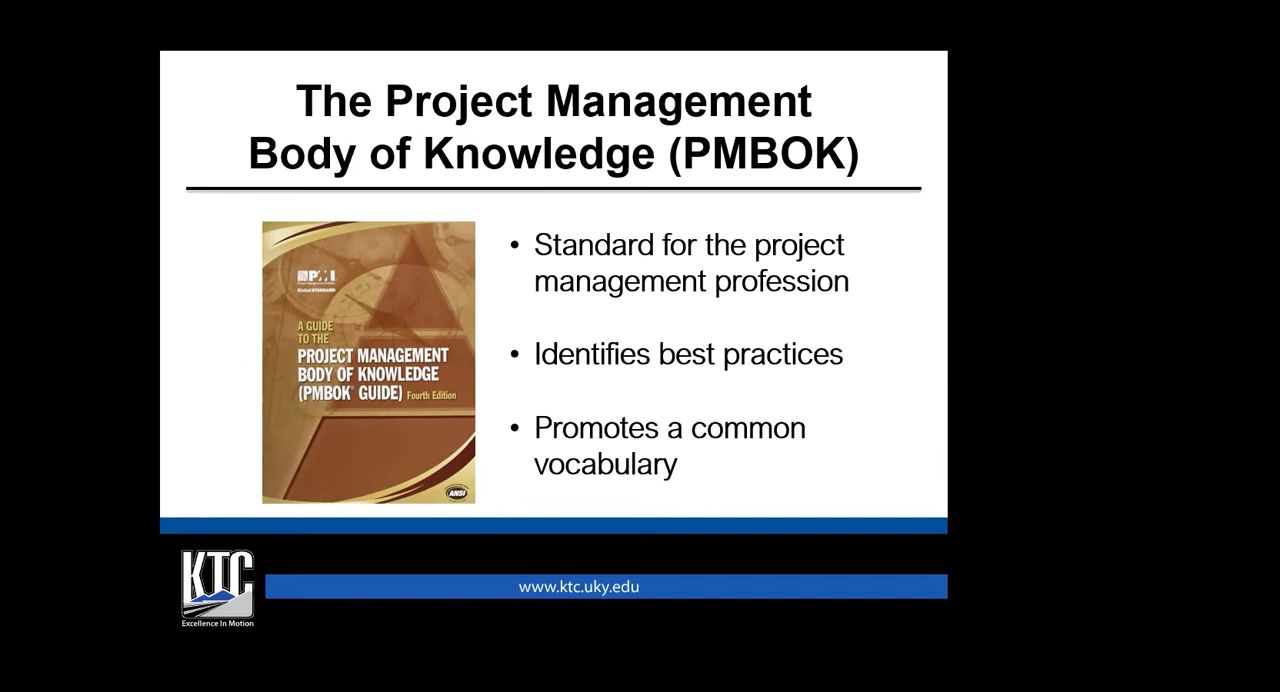 The Project Management
Body of Knowledge (PMBOK)
PMI
Global STANDARD
A GUIDE
TO THE
PROJECT MANAGEMENT
BODY OF KNOWLEDGE
(PMBOK® GUIDE) Fourth Edition
ANSI
• Standard for the project
management profession
• Identifies best practices
• Promotes a common
vocabulary
KTC
Excellence In Motion
www.ktc.uky.edu